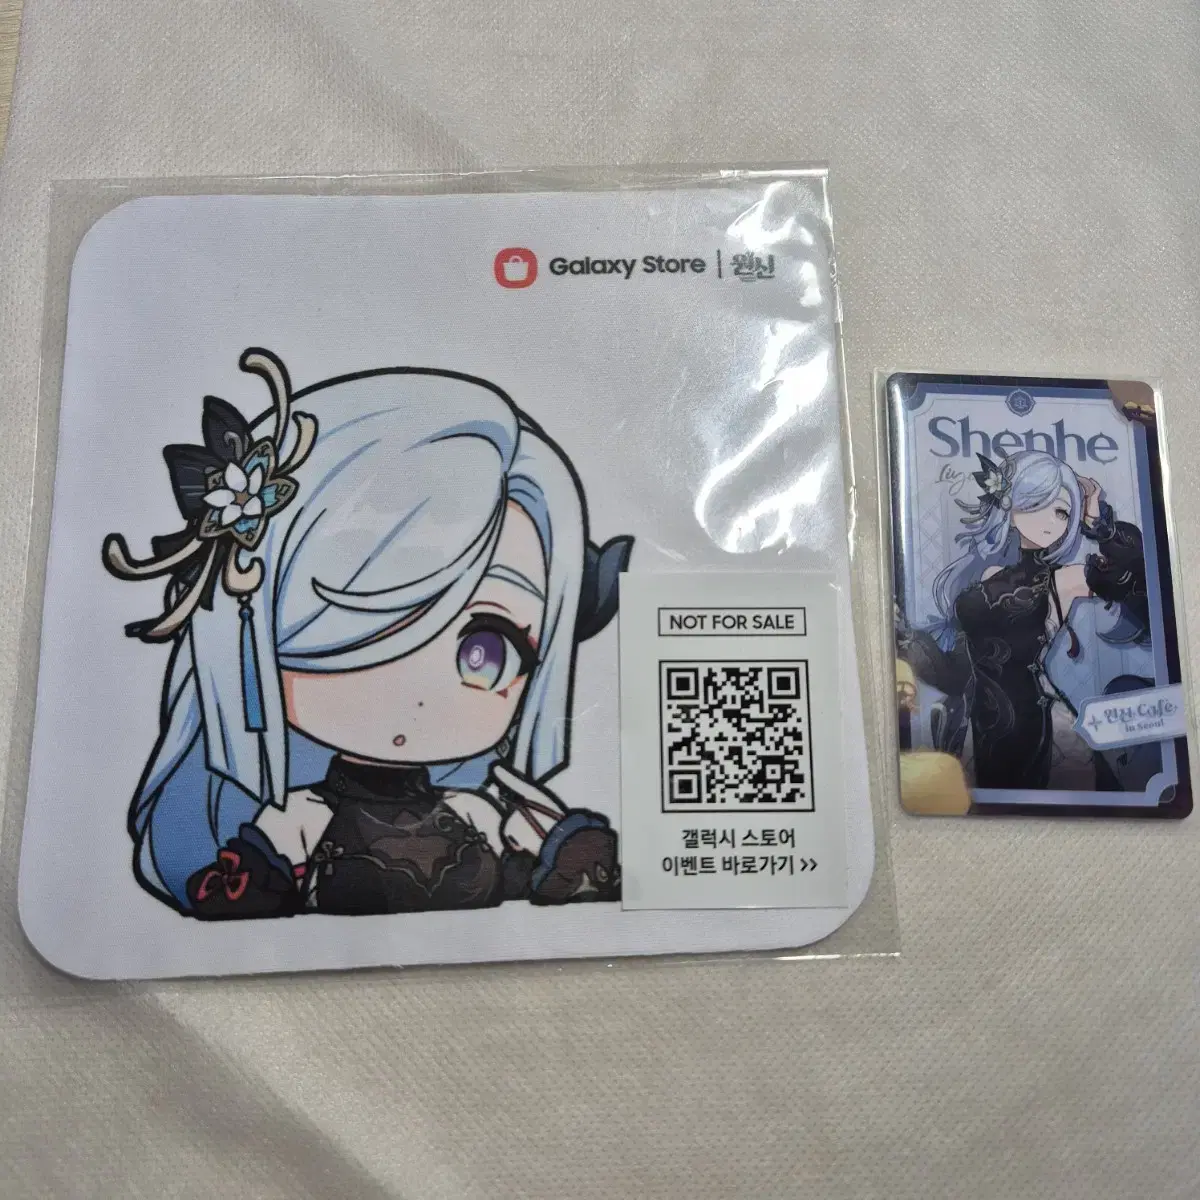 Galaxy Store | 원신
NOT FOR SALE
갤럭시 스토어
이벤트 바로가기 >>
Shenhe
원신 Cafe
in Seoul